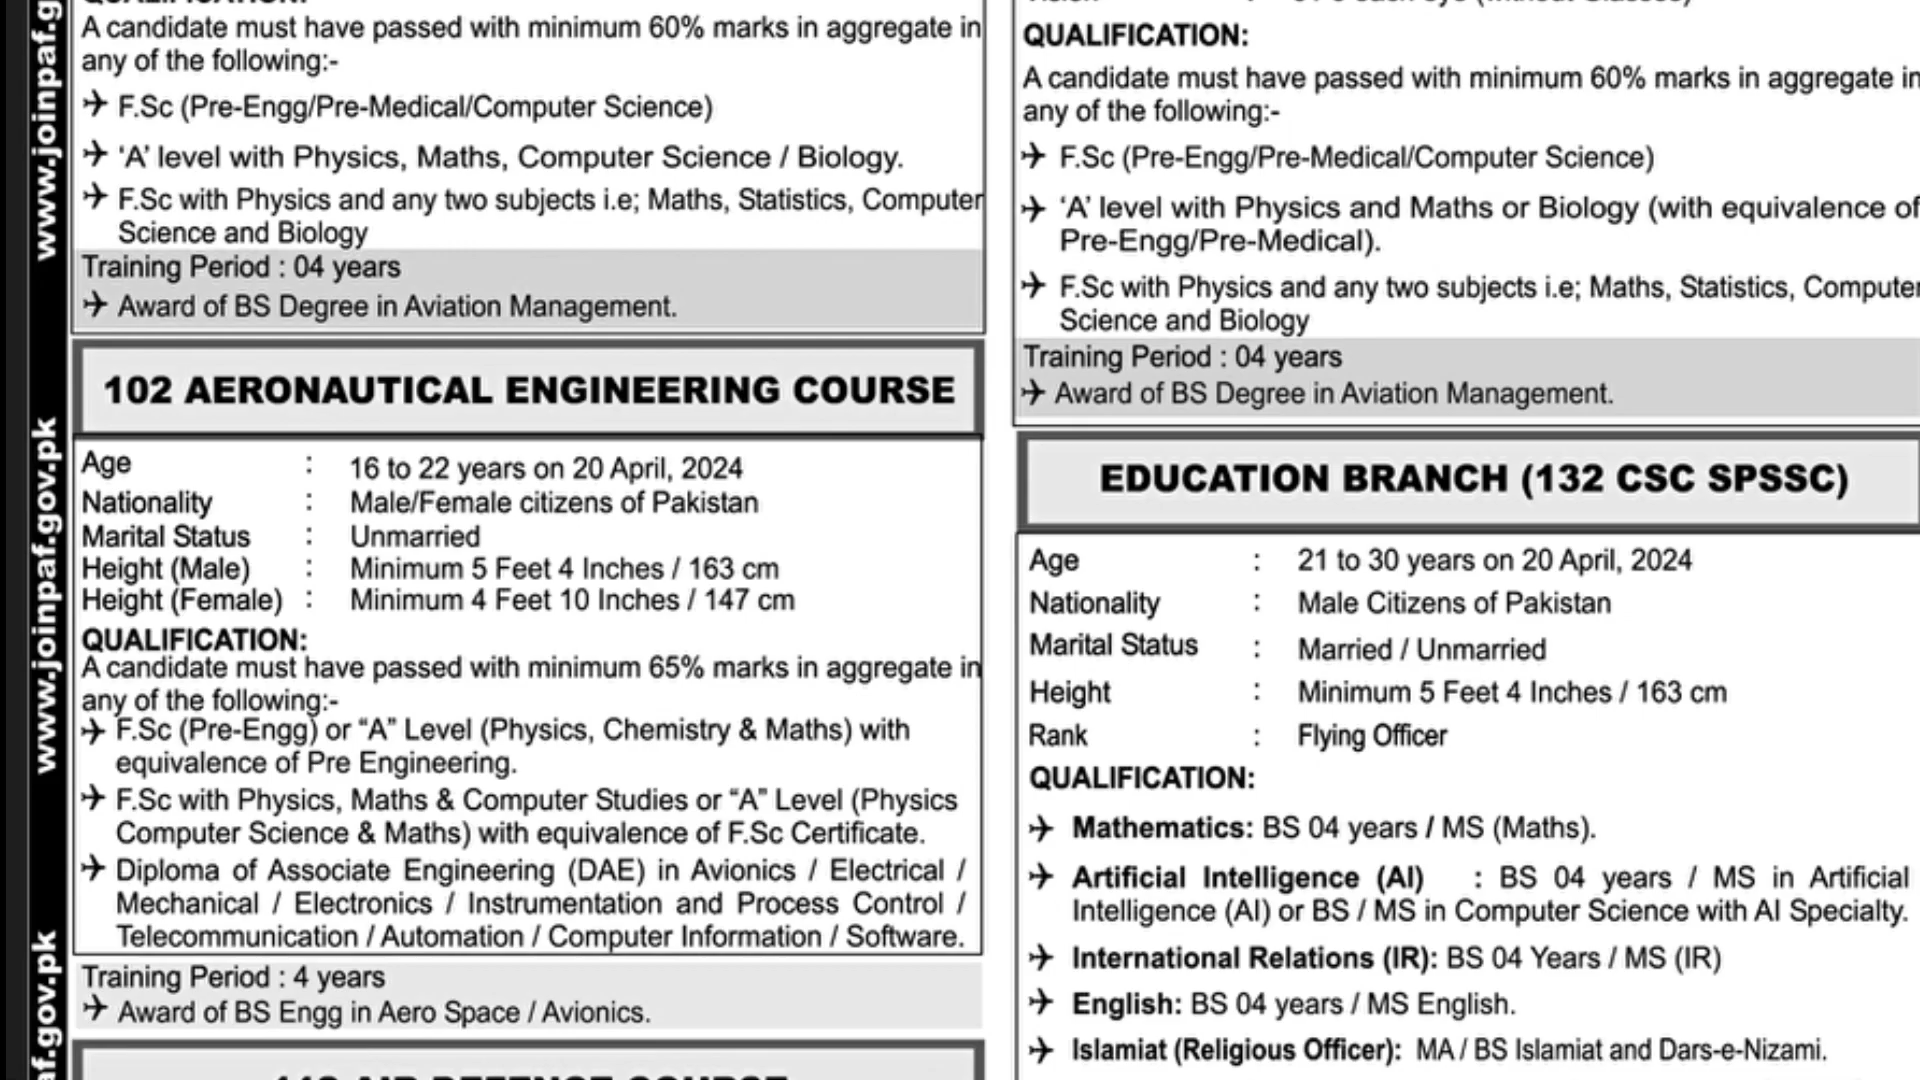 www.joinpaf.g
www.joinpaf.gov.pk
af.gov.pk
QUALIFICATION:
A candidate must have passed with minimum 60% marks in aggregate in
any of the following:-
F.Sc (Pre-Engg/Pre-Medical/Computer Science)
‘A’ level with Physics, Maths, Computer Science / Biology.
F.Sc with Physics and any two subjects i.e; Maths, Statistics, Computer
Science and Biology
Training Period : 04 years
Award of BS Degree in Aviation Management.
102 AERONAUTICAL ENGINEERING COURSE
Age : 16 to 22 years on 20 April, 2024
Nationality : Male/Female citizens of Pakistan
Marital Status : Unmarried
Height (Male) : Minimum 5 Feet 4 Inches / 163 cm
Height (Female) : Minimum 4 Feet 10 Inches / 147 cm
QUALIFICATION:
A candidate must have passed with minimum 65% marks in aggregate in
any of the following:-
F.Sc (Pre-Engg) or “A” Level (Physics, Chemistry & Maths) with
equivalence of Pre Engineering.
F.Sc with Physics, Maths & Computer Studies or “A” Level (Physics
Computer Science & Maths) with equivalence of F.Sc Certificate.
Diploma of Associate Engineering (DAE) in Avionics / Electrical /
Mechanical / Electronics / Instrumentation and Process Control /
Telecommunication / Automation / Computer Information / Software.
Training Period : 4 years
Award of BS Engg in Aero Space / Avionics.
AIR DEFENCE COURSE
QUALIFICATION:
A candidate must have passed with minimum 60% marks in aggregate in
any of the following:-
F.Sc (Pre-Engg/Pre-Medical/Computer Science)
‘A’ level with Physics and Maths or Biology (with equivalence of
Pre-Engg/Pre-Medical).
F.Sc with Physics and any two subjects i.e; Maths, Statistics, Computer
Science and Biology
Training Period : 04 years
Award of BS Degree in Aviation Management.
EDUCATION BRANCH (132 CSC SPSSC)
Age : 21 to 30 years on 20 April, 2024
Nationality : Male Citizens of Pakistan
Marital Status : Married / Unmarried
Height : Minimum 5 Feet 4 Inches / 163 cm
Rank : Flying Officer
QUALIFICATION:
Mathematics: BS 04 years / MS (Maths).
Artificial Intelligence (AI) : BS 04 years / MS in Artificial
Intelligence (AI) or BS / MS in Computer Science with AI Specialty.
International Relations (IR): BS 04 Years / MS (IR)
English: BS 04 years / MS English.
Islamiat (Religious Officer): MA / BS Islamiat and Dars-e-Nizami.